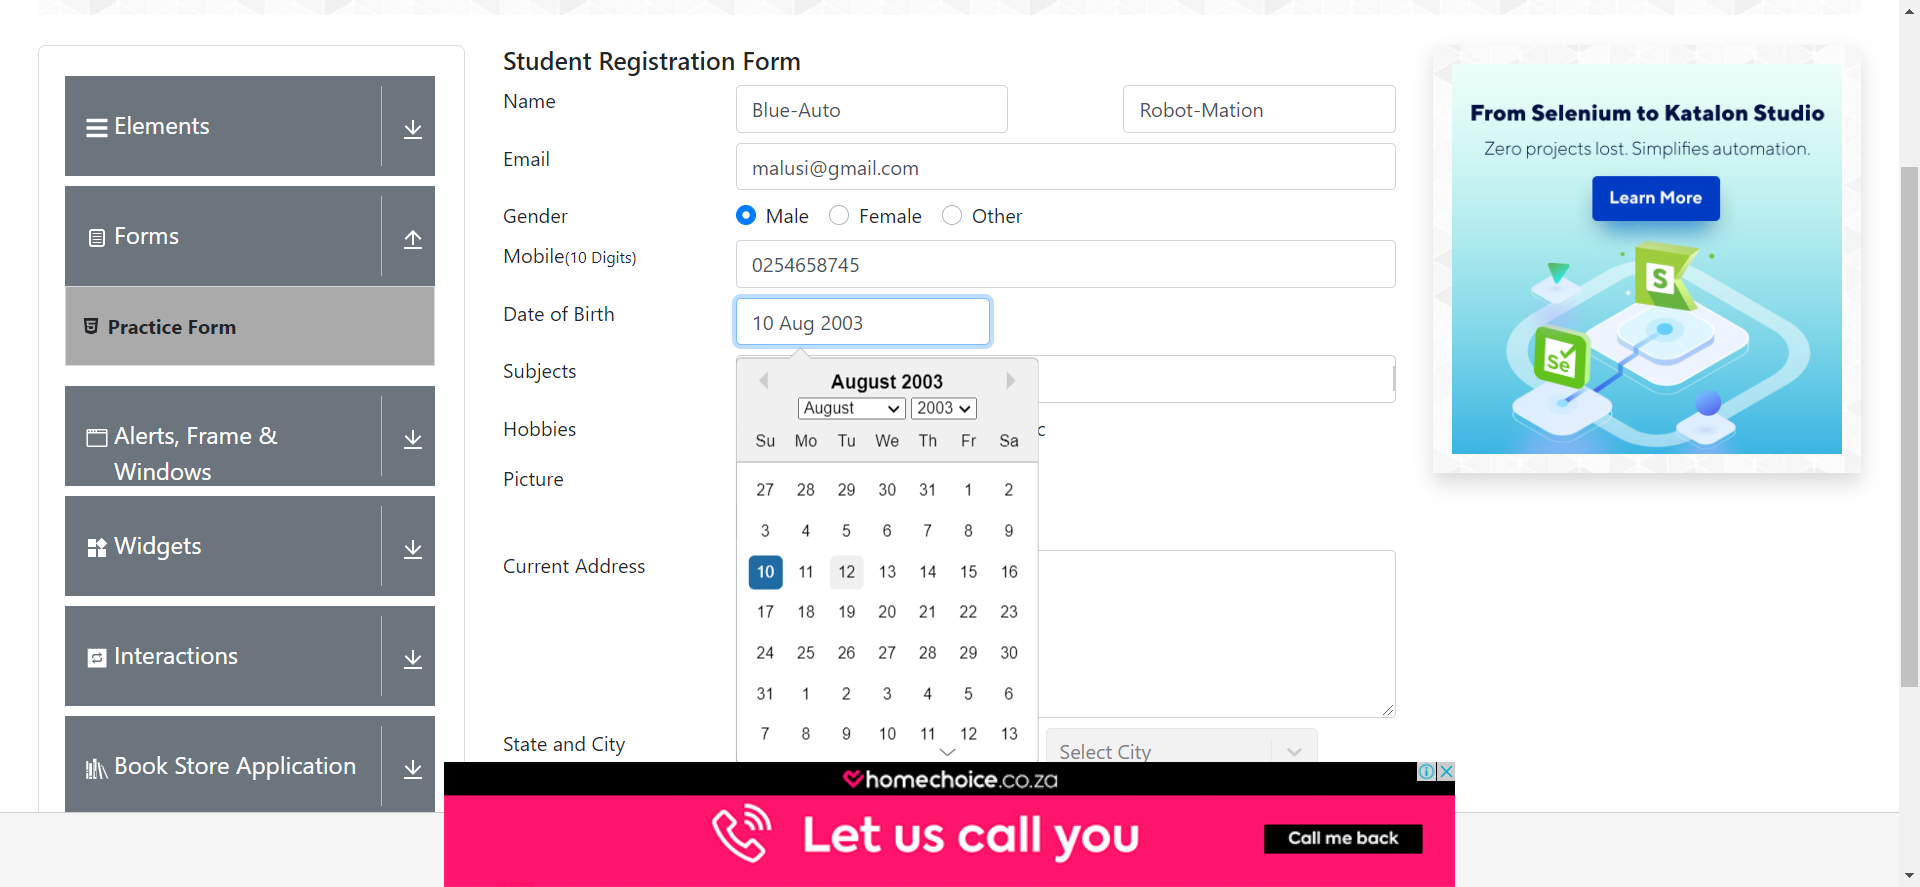 Elements
Forms
Practice Form
Alerts, Frame &
Windows
Widgets
Interactions
Book Store Application
Student Registration Form
Name
Blue-Auto
Robot-Mation
Email
malusi@gmail.com
Gender
Male
Female
Other
Mobile(10 Digits)
0254658745
Date of Birth
10 Aug 2003
August 2003
August 2003
Su Mo Tu We Th Fr Sa
27 28 29 30 31 1 2
3 4 5 6 7 8 9
10 11 12 13 14 15 16
17 18 19 20 21 22 23
24 25 26 27 28 29 30
31 1 2 3 4 5 6
7 8 9 10 11 12 13
Subjects
Hobbies
c
Picture
Current Address
State and City
Select City
From Selenium to Katalon Studio
Zero projects lost. Simplifies automation.
Learn More
S
Se
homechoice.co.za
Let us call you
Call me back